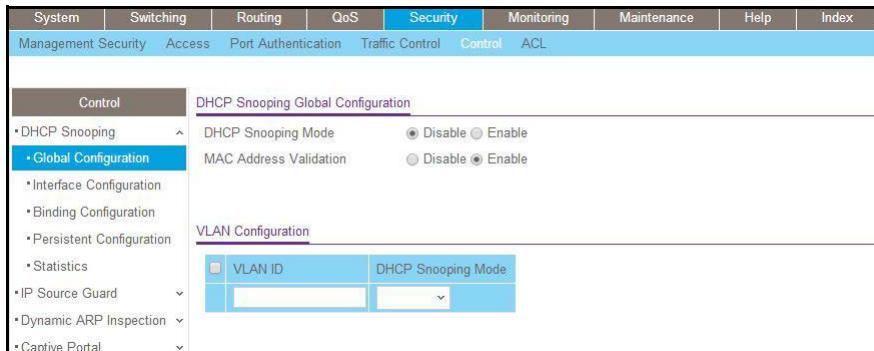 System Switching Routing QoS Security Monitoring Maintenance Help Index
Management Security Access Port Authentication Traffic Control Control ACL
Control
DHCP Snooping
Global Configuration
Interface Configuration
Binding Configuration
Persistent Configuration
Statistics
IP Source Guard
Dynamic ARP Inspection
Captive Portal
DHCP Snooping Global Configuration
DHCP Snooping Mode Disable Enable
MAC Address Validation Disable Enable
VLAN Configuration
VLAN ID DHCP Snooping Mode